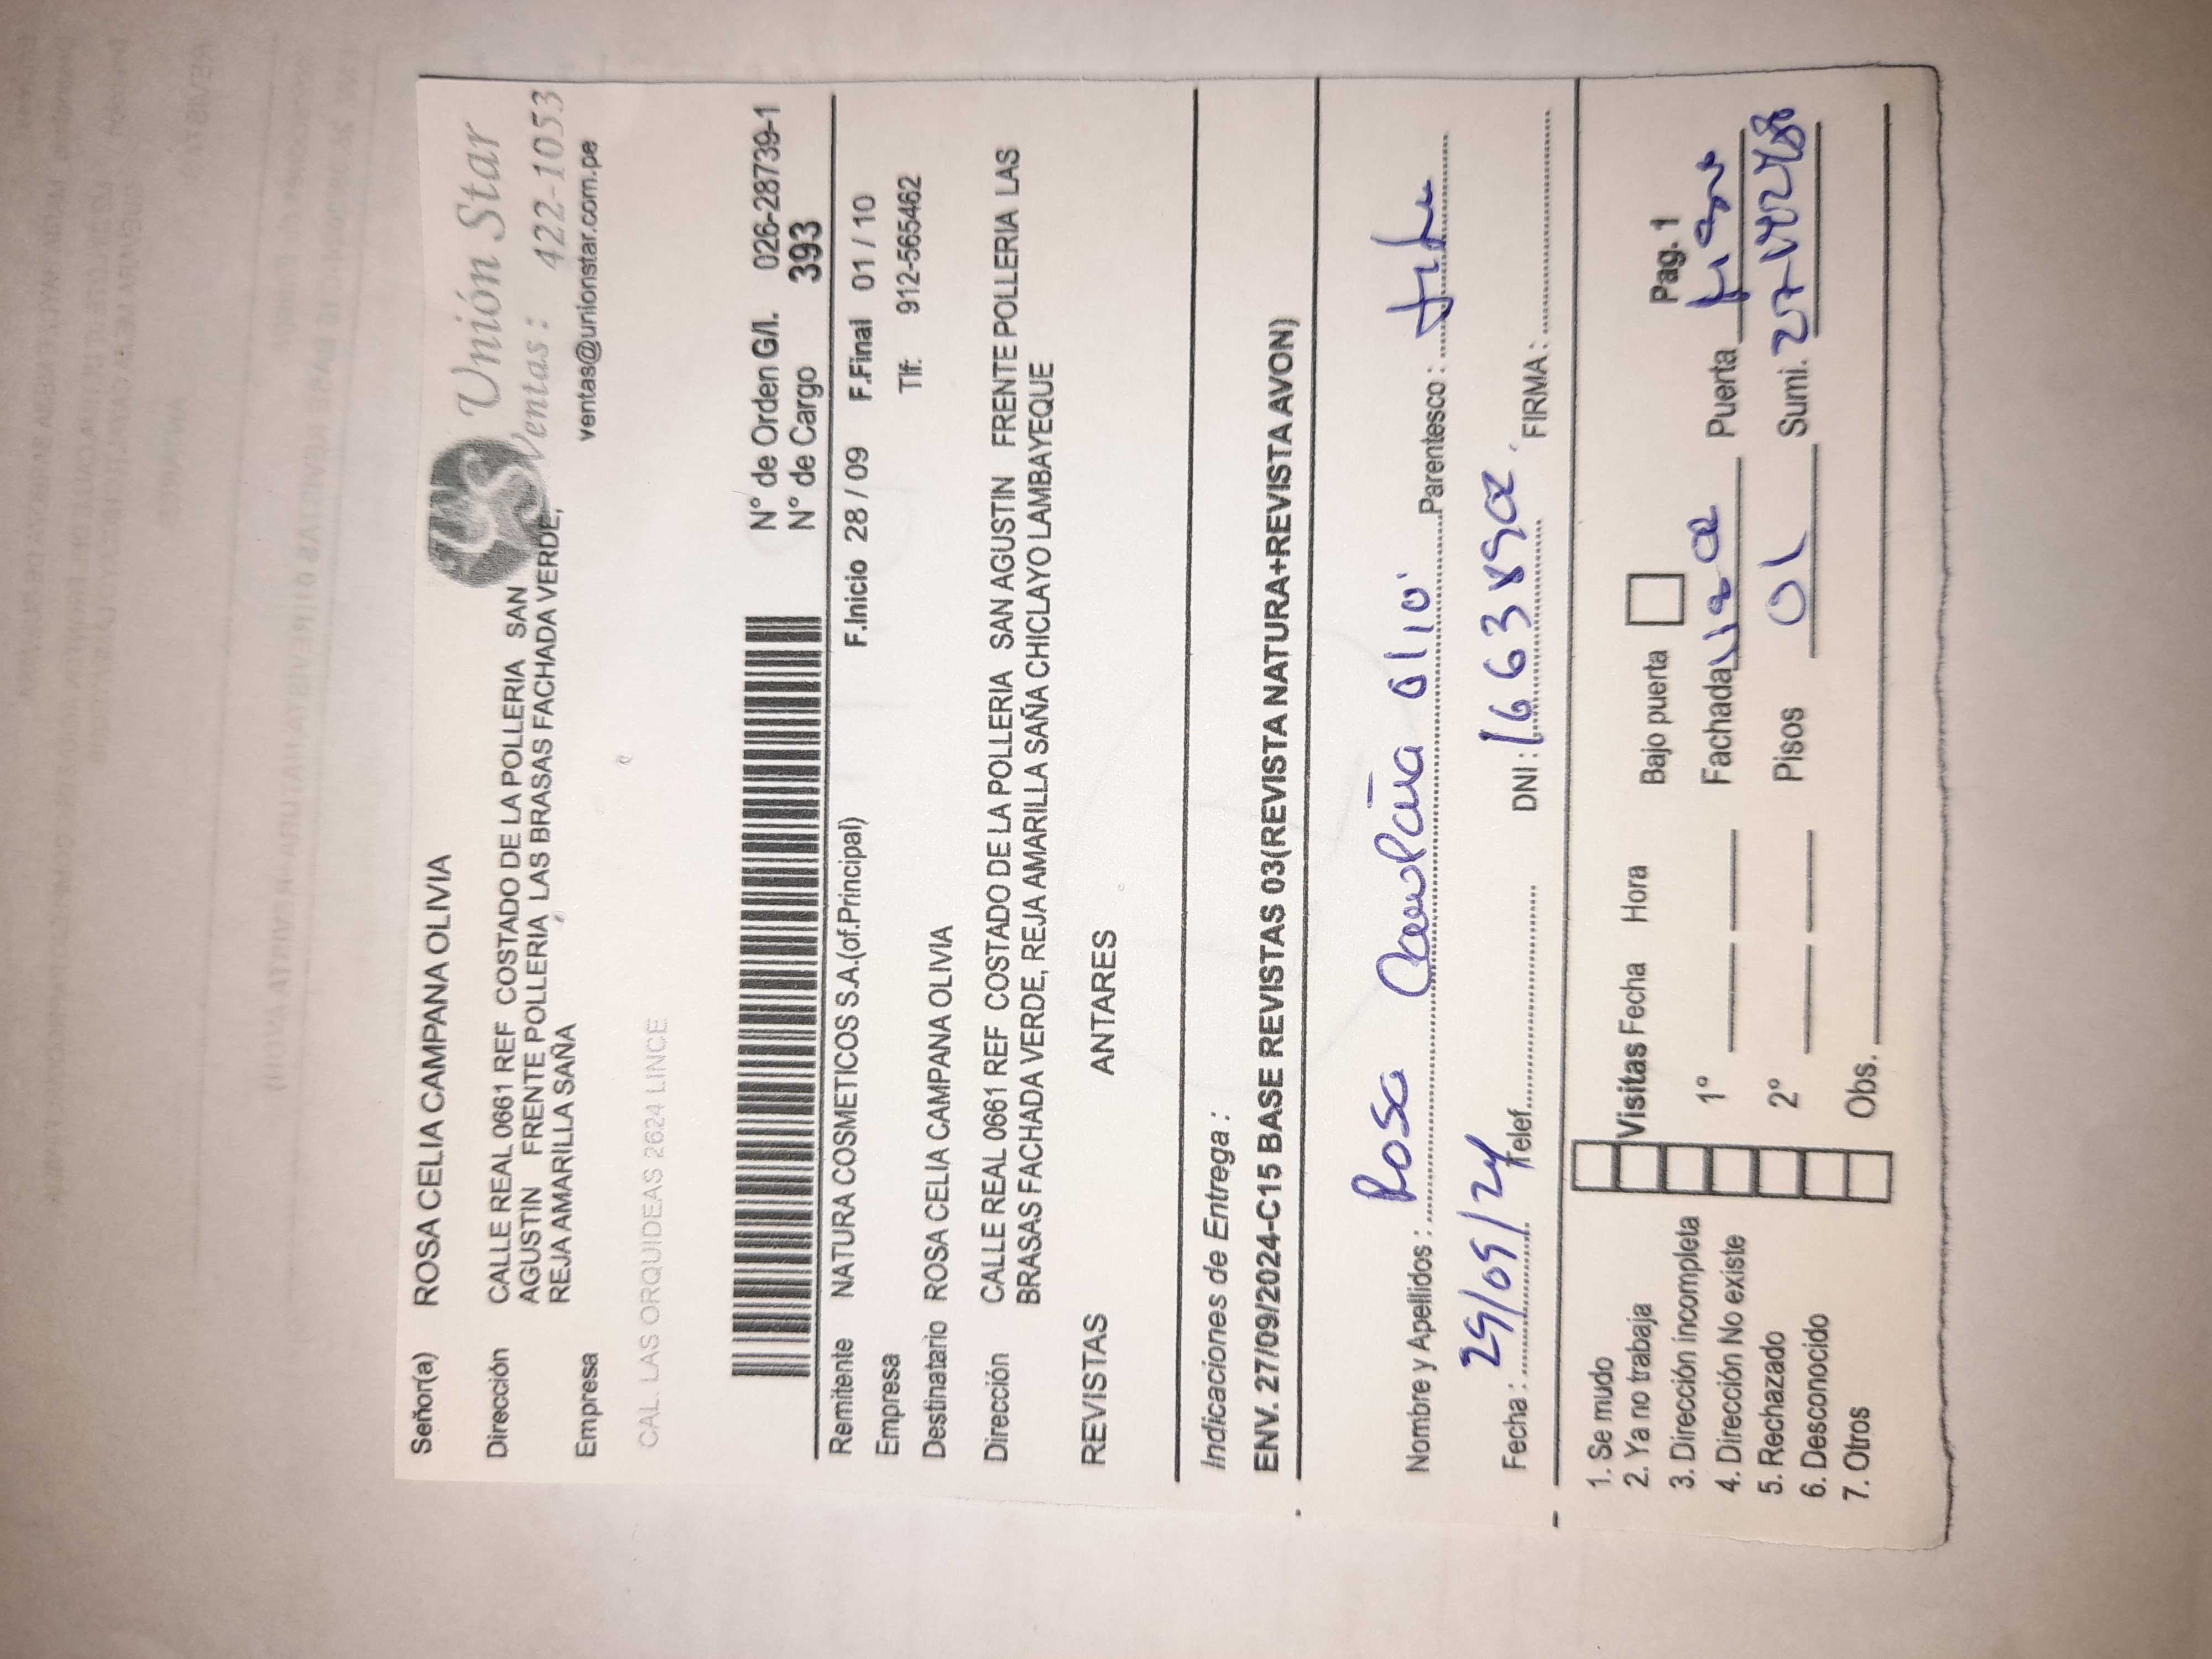 Señor(a) ROSA CELIA CAMPANA OLIVIA
Unión Star
Ventas : 422-1053
ventas@unionstar.com.pe
Dirección CALLE REAL 0661 REF COSTADO DE LA POLLERIA SAN
AGUSTIN FRENTE POLLERIA LAS BRASAS FACHADA VERDE,
REJA AMARILLA SAÑA
Empresa
CAL. LAS ORQUIDEAS 2624 LINCE
N° de Orden G/I. 026-28739-1
N° de Cargo 393
Remitente NATURA COSMETICOS S.A.(of.Principal) F.Inicio 28 / 09 F.Final 01 / 10
Empresa Tlf: 912-565462
Destinatario ROSA CELIA CAMPANA OLIVIA
Dirección CALLE REAL 0661 REF COSTADO DE LA POLLERIA SAN AGUSTIN FRENTE POLLERIA LAS
BRASAS FACHADA VERDE, REJA AMARILLA SAÑA CHICLAYO LAMBAYEQUE
REVISTAS ANTARES
Indicaciones de Entrega :
ENV. 27/09/2024-C15 BASE REVISTAS 03(REVISTA NATURA+REVISTA AVON)
Nombre y Apellidos : Rosa Campaña Parentesco :
Fecha : 29/09/24 Telef. DNI : FIRMA:
1. Se mudo
2. Ya no trabaja Visitas Fecha Hora Bajo puerta
3. Dirección incompleta Pag. 1
4. Dirección No existe 1° Fachada Puerta
5. Rechazado
6. Desconocido 2° Pisos 01 Sumi.
7. Otros Obs.